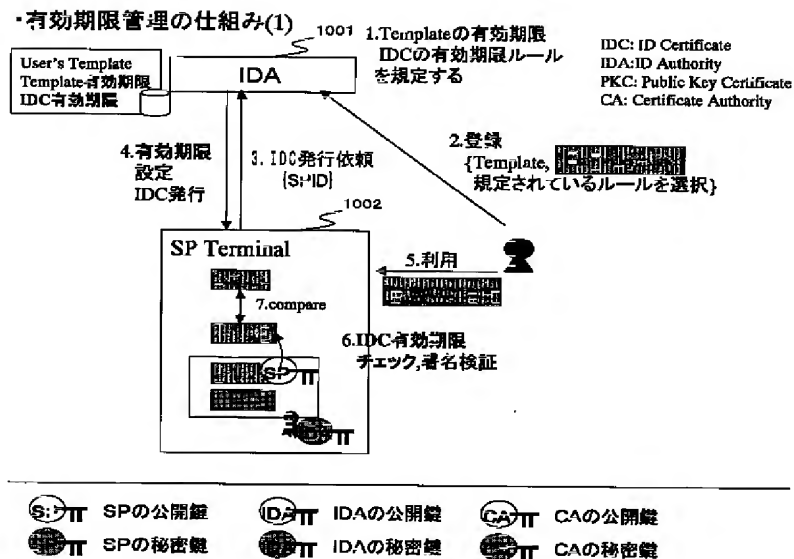 ・有効期限管理の仕組み(1)
1001
1.Templateの有効期限
IDCの有効期限ルール
を規定する
IDC: ID Certificate
IDA:ID Authority
PKC: Public Key Certificate
CA: Certificate Authority
User's Template
Template有効期限
IDC有効期限
IDA
2.登録
{Template,
規定されているルールを選択}
4.有効期限
設定
IDC発行
3. IDC発行依頼
{SPID}
1002
SP Terminal
5.利用
7.compare
6.IDC有効期限
チェック,署名検証
SP
SP SPの公開鍵
IDA IDAの公開鍵
CA CAの公開鍵
SPの秘密鍵
IDAの秘密鍵
CAの秘密鍵